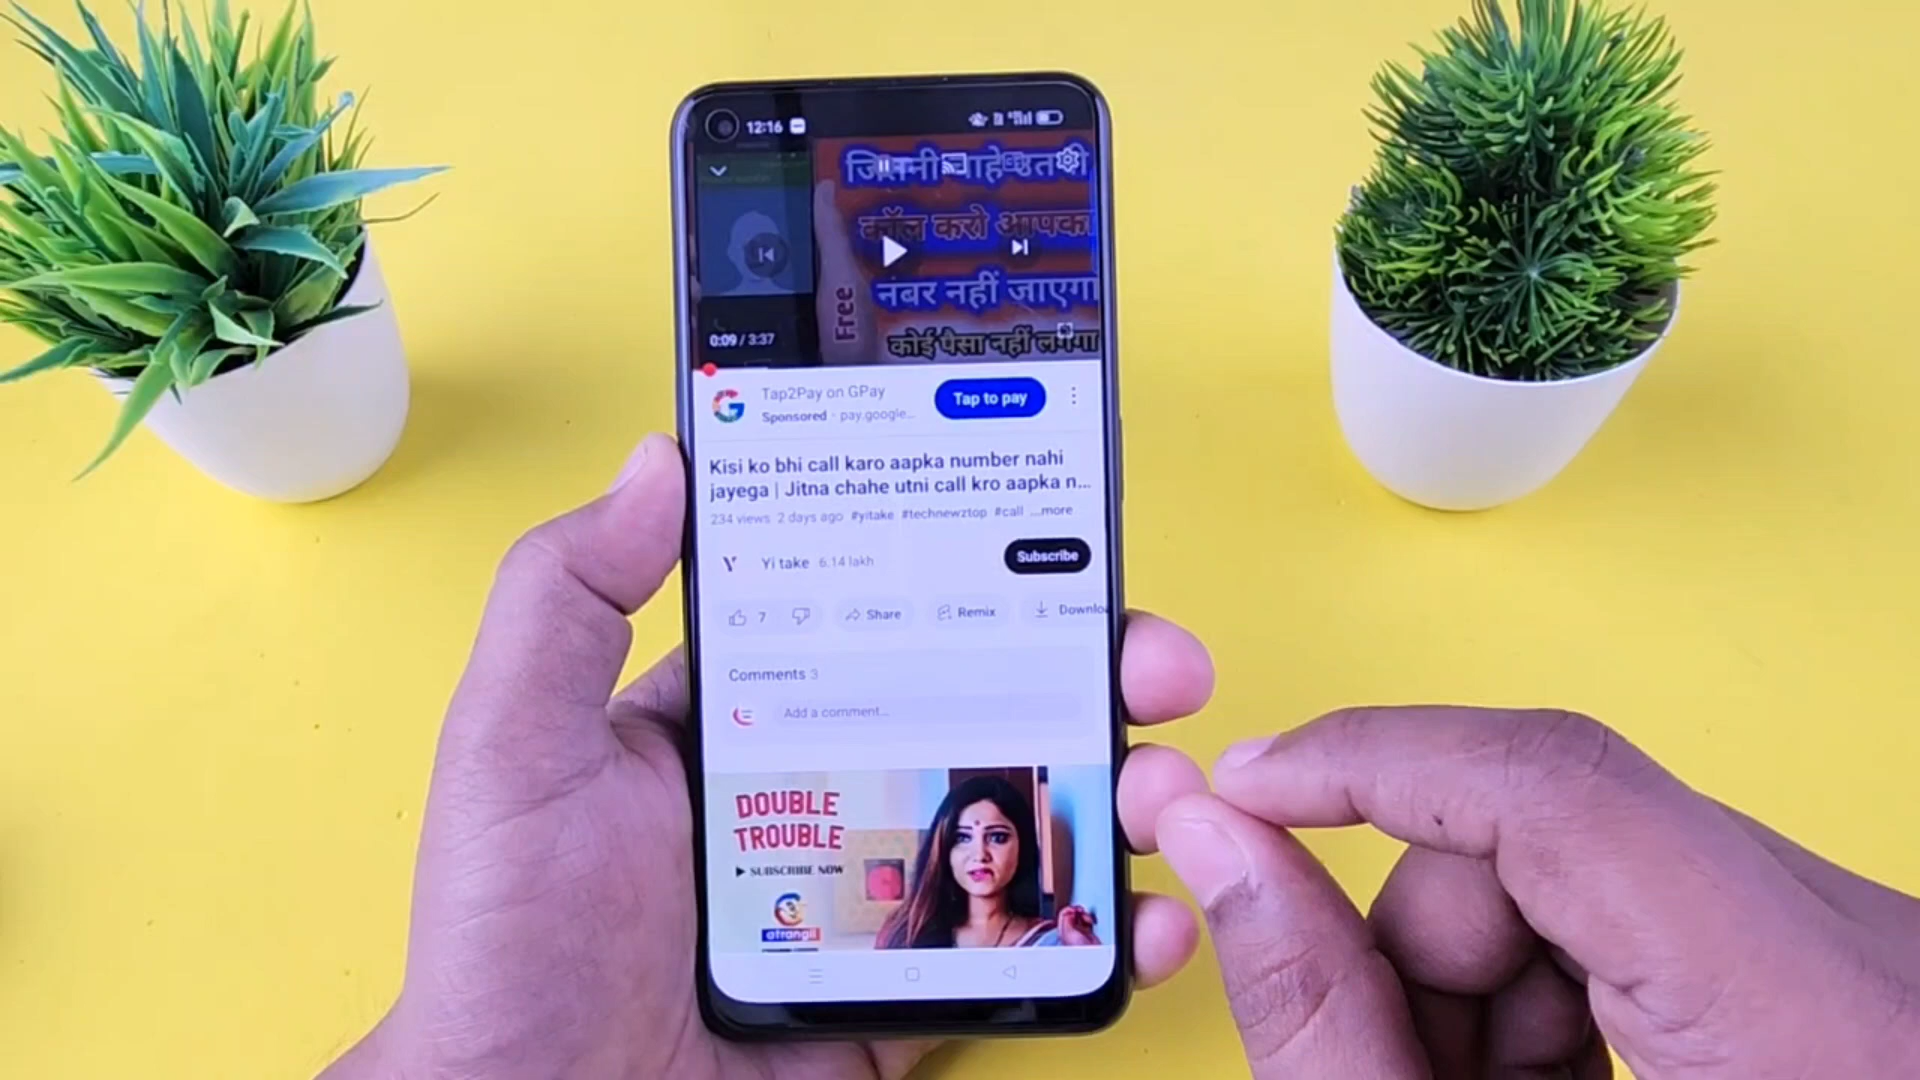 12:16
जितनी चाहे उतनी
कॉल करो आपका
नंबर नहीं जाएगा
Free
कोई पैसा नहीं लगेगा
0:09 / 3:37
Tap2Pay on GPay
Sponsored · pay.google...
Tap to pay
Kisi ko bhi call karo aapka number nahi
jayega | Jitna chahe utni call kro aapka n...
234 views 2 days ago #yitake #technewztop #call ...more
Yi take 6.14 lakh
Subscribe
7
Share
Remix
Downlo
Comments 3
Add a comment...
DOUBLE
TROUBLE
▶ SUBSCRIBE NOW
atrangii